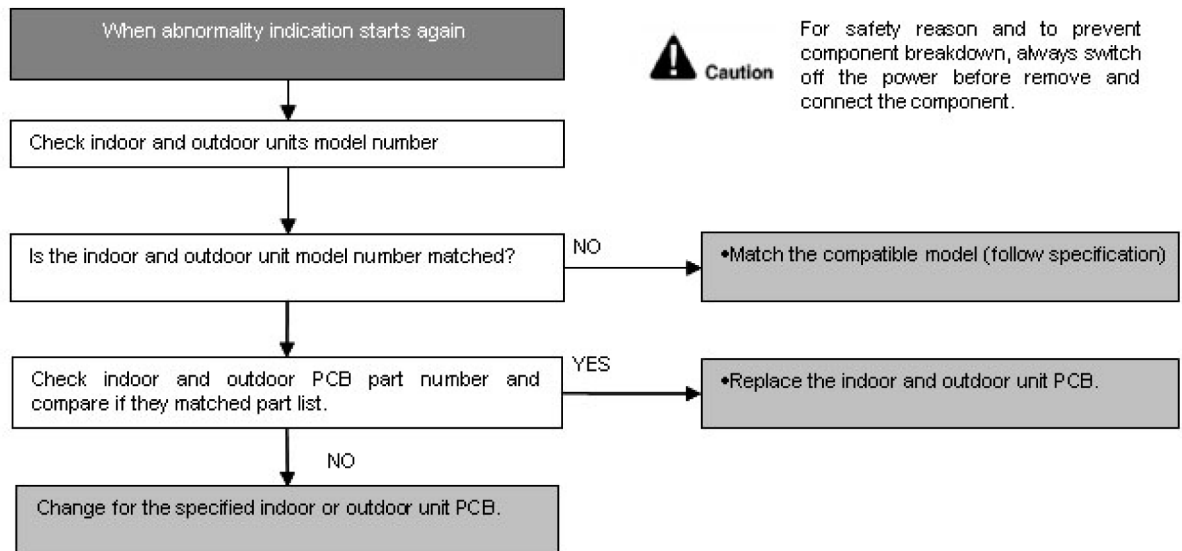 When abnormality indication starts again
Caution
For safety reason and to prevent
component breakdown, always switch
off the power before remove and
connect the component.
Check indoor and outdoor units model number
Is the indoor and outdoor unit model number matched?
NO
•Match the compatible model (follow specification)
Check indoor and outdoor PCB part number and
compare if they matched part list.
YES
•Replace the indoor and outdoor unit PCB.
NO
Change for the specified indoor or outdoor unit PCB.